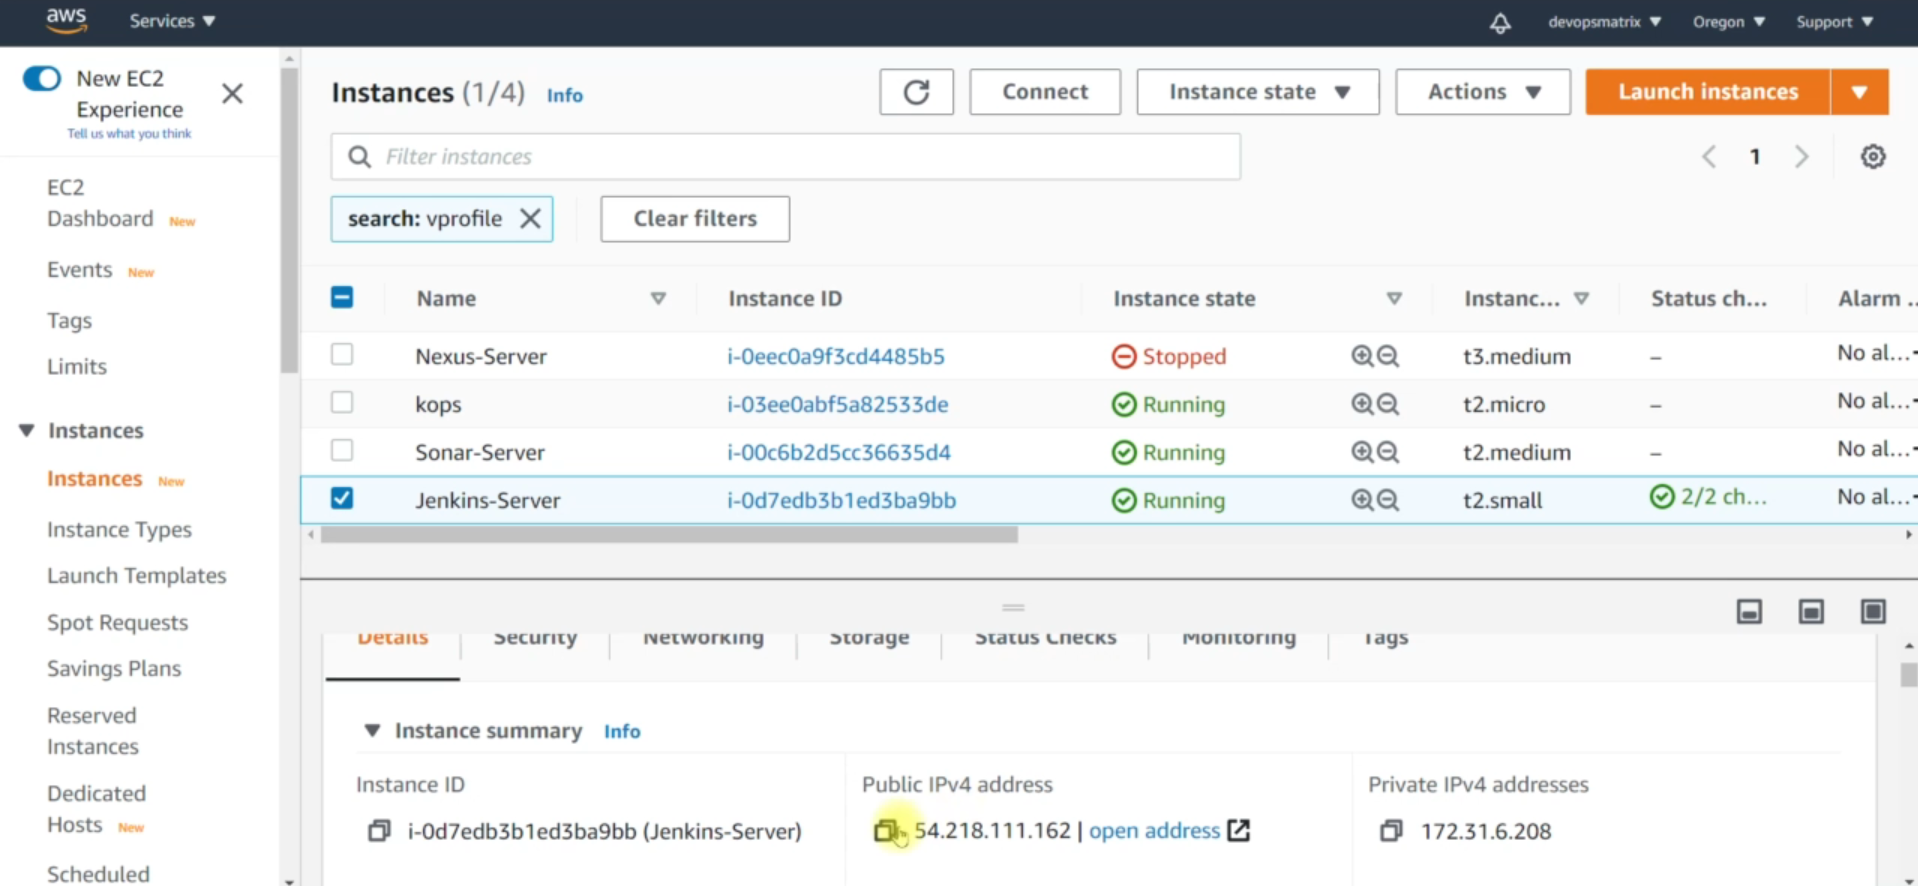 aws
Services
devopsmatrix
Oregon
Support
New EC2
Experience
Tell us what you think
EC2
Dashboard New
Events New
Tags
Limits
Instances
Instances New
Instance Types
Launch Templates
Spot Requests
Savings Plans
Reserved
Instances
Dedicated
Hosts New
Scheduled
Instances (1/4) Info
Connect
Instance state
Actions
Launch instances
Filter instances
1
search: vprofile
Clear filters
Name Instance ID Instance state Instanc... Status ch... Alarm ..
Nexus-Server i-0eec0a9f3cd4485b5 Stopped t3.medium – No al...
kops i-03ee0abf5a82533de Running t2.micro – No al...
Sonar-Server i-00c6b2d5cc36635d4 Running t2.medium – No al...
Jenkins-Server i-0d7edb3b1ed3ba9bb Running t2.small 2/2 ch... No al...
Details Security Networking Storage Status Checks Monitoring Tags
Instance summary Info
Instance ID
i-0d7edb3b1ed3ba9bb (Jenkins-Server)
Public IPv4 address
54.218.111.162 | open address
Private IPv4 addresses
172.31.6.208